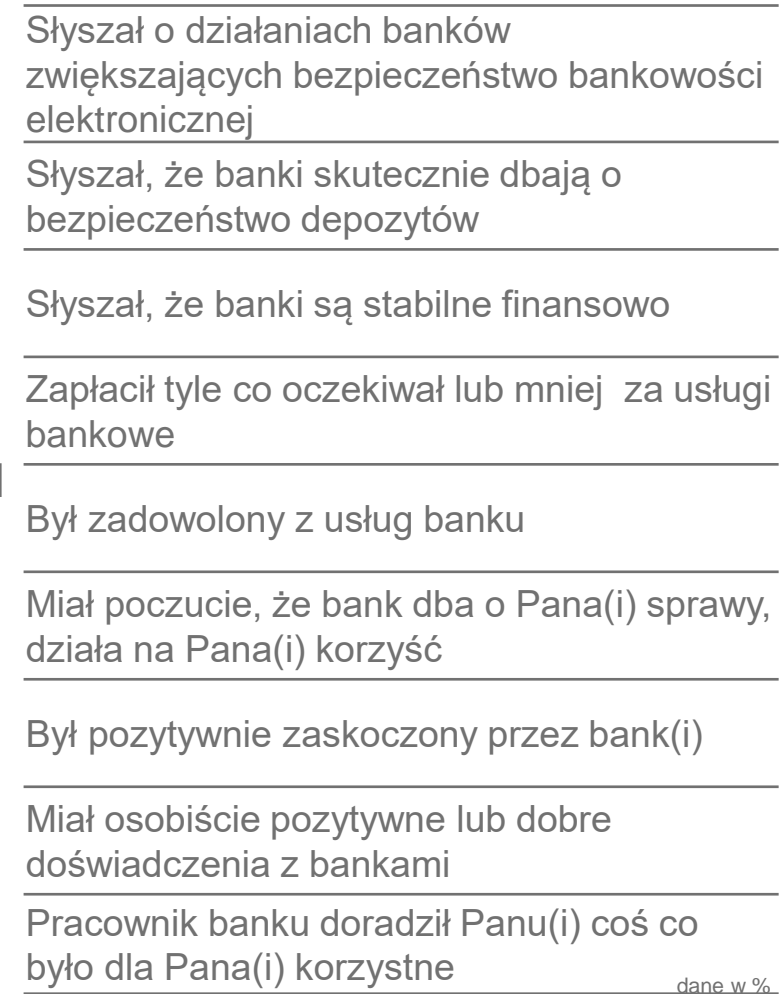 Słyszał o działaniach banków
zwiększających bezpieczeństwo bankowości
elektronicznej
Słyszał, że banki skutecznie dbają o
bezpieczeństwo depozytów
Słyszał, że banki są stabilne finansowo
Zapłacił tyle co oczekiwał lub mniej  za usługi
bankowe
Był zadowolony z usług banku
Miał poczucie, że bank dba o Pana(i) sprawy,
działa na Pana(i) korzyść
Był pozytywnie zaskoczony przez bank(i)
Miał osobiście pozytywne lub dobre
doświadczenia z bankami
Pracownik banku doradził Panu(i) coś co
było dla Pana(i) korzystne
dane w %